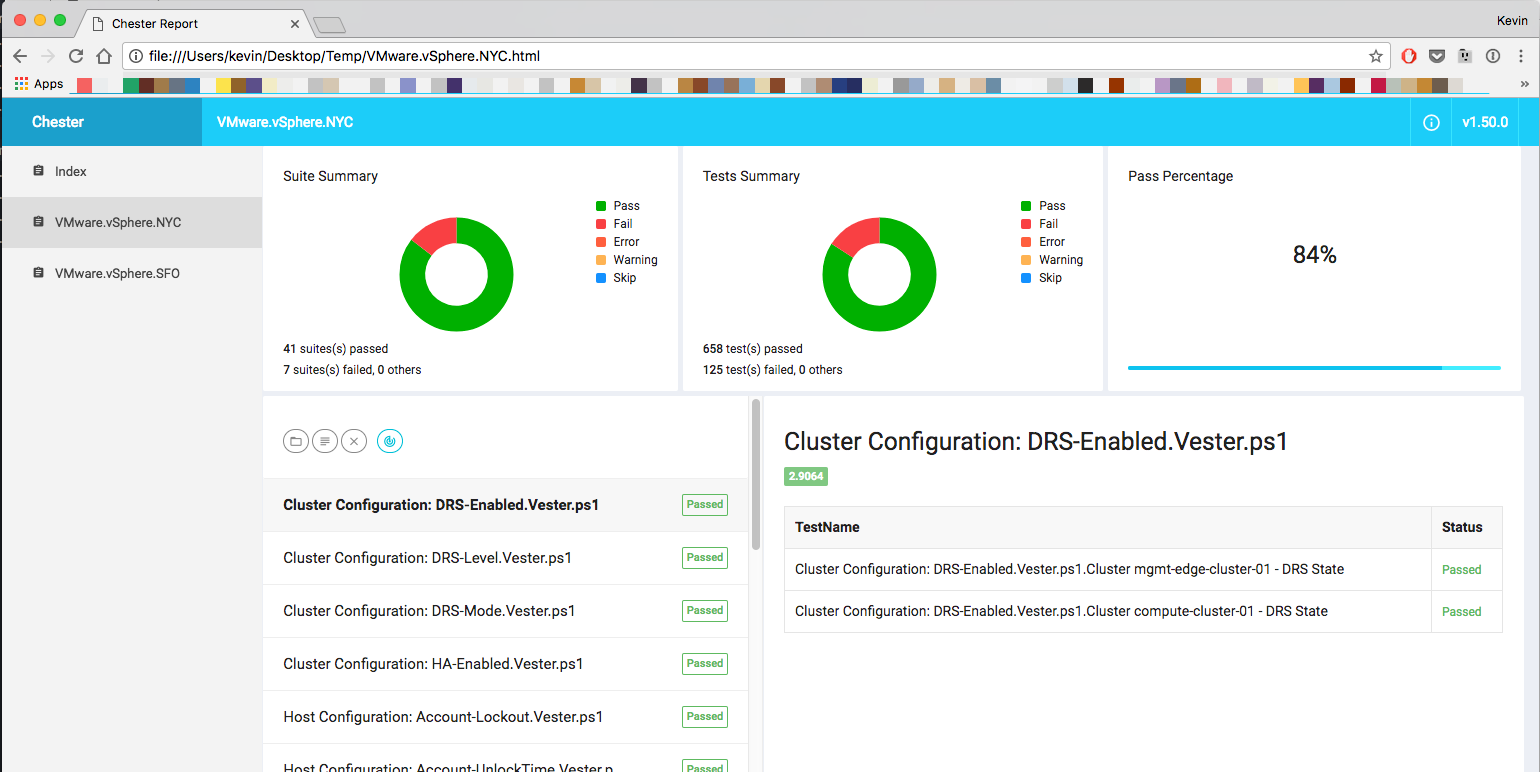 Chester Report
Kevin
file:///Users/kevin/Desktop/Temp/VMware.vSphere.NYC.html
Apps
Chester
VMware.vSphere.NYC
v1.50.0
Index
VMware.vSphere.NYC
VMware.vSphere.SFO
Suite Summary
Pass
Fail
Error
Warning
Skip
41 suites(s) passed
7 suites(s) failed, 0 others
Tests Summary
Pass
Fail
Error
Warning
Skip
658 test(s) passed
125 test(s) failed, 0 others
Pass Percentage
84%
Cluster Configuration: DRS-Enabled.Vester.ps1 Passed
Cluster Configuration: DRS-Level.Vester.ps1 Passed
Cluster Configuration: DRS-Mode.Vester.ps1 Passed
Cluster Configuration: HA-Enabled.Vester.ps1 Passed
Host Configuration: Account-Lockout.Vester.ps1 Passed
Host Configuration: Account-UnlockTime.Vester.p Passed
Cluster Configuration: DRS-Enabled.Vester.ps1
2.9064
TestName Status
Cluster Configuration: DRS-Enabled.Vester.ps1.Cluster mgmt-edge-cluster-01 - DRS State Passed
Cluster Configuration: DRS-Enabled.Vester.ps1.Cluster compute-cluster-01 - DRS State Passed